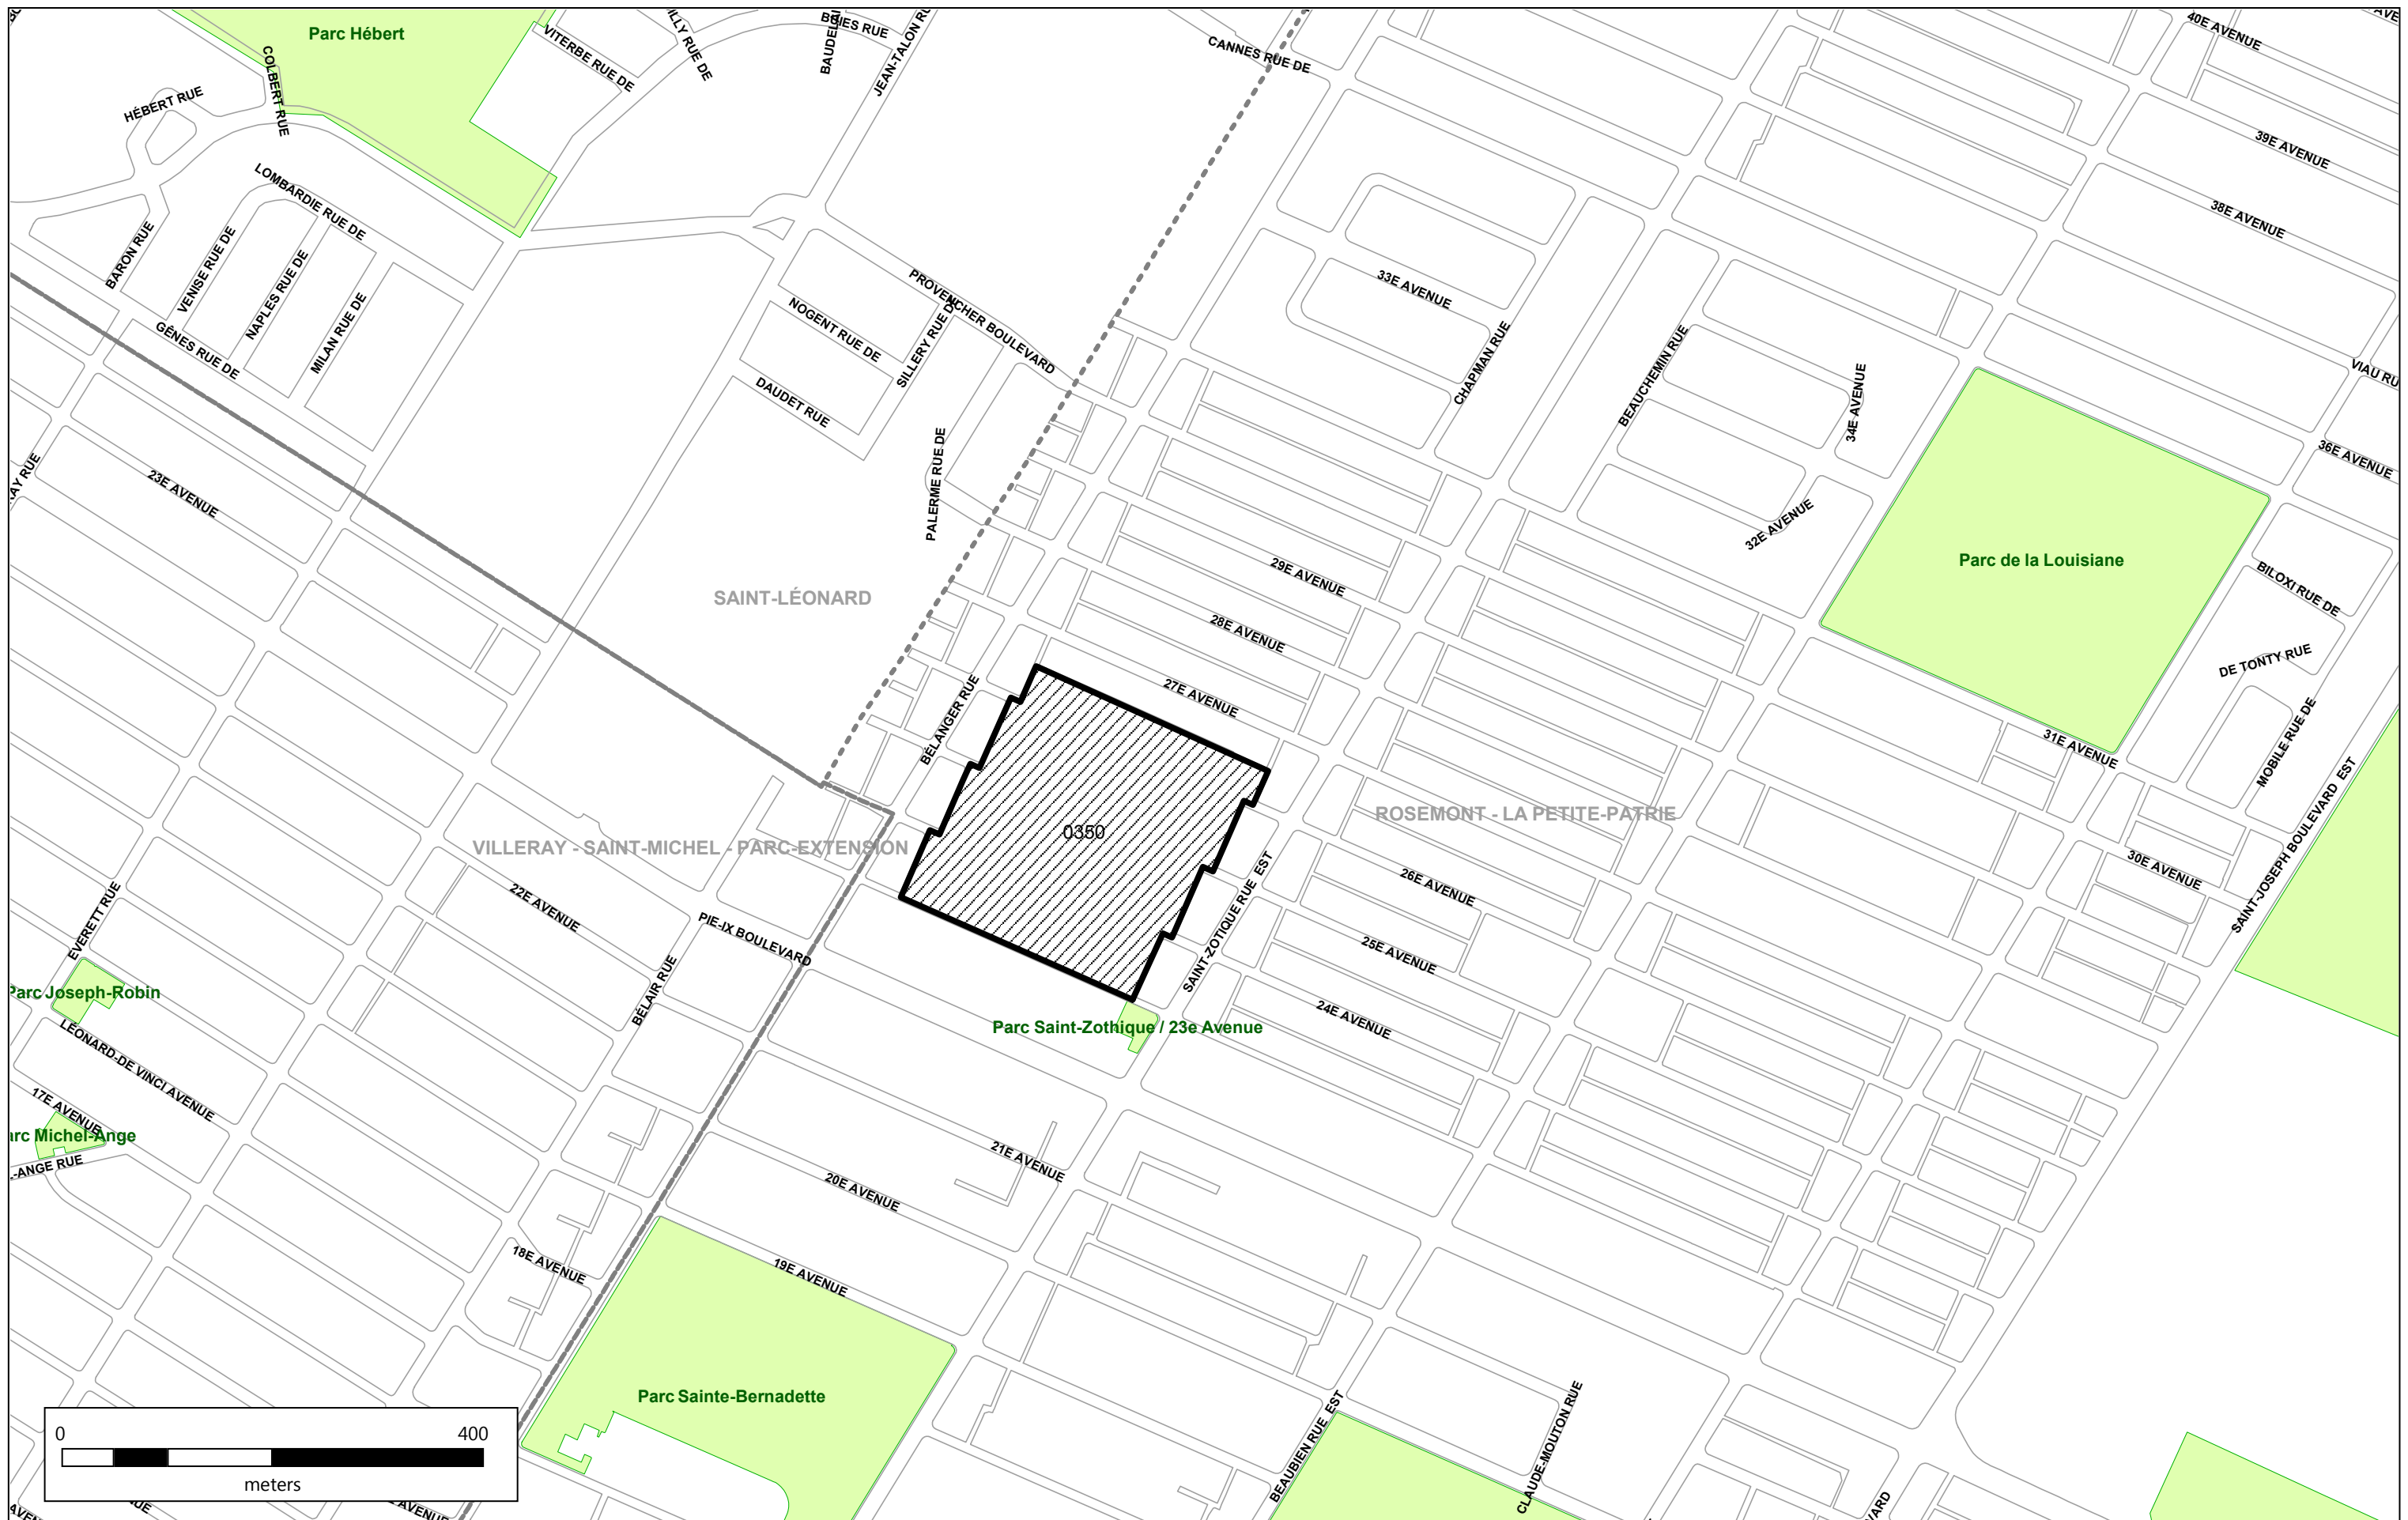 Parc Hébert
VITERBE RUE DE
BOIES RUE
JEAN-TALON RU
CANNES RUE DE
40E AVENUE
COLBERT RUE
HÉBERT RUE
39E AVENUE
LOMBARDIE RUE DE
38E AVENUE
BARON RUE
VENISE RUE DE
NAPLES RUE DE
MILAN RUE DE
GÊNES RUE DE
PROVENCHER BOULEVARD
NOGENT RUE DE
SILLERY RUE DE
DAUDET RUE
33E AVENUE
CHAPMAN RUE
BEAUCHEMIN RUE
34E AVENUE
VIAU RU
36E AVENUE
23E AVENUE
PALERME RUE DE
32E AVENUE
Parc de la Louisiane
29E AVENUE
BILOXI RUE DE
SAINT-LÉONARD
28E AVENUE
DE TONTY RUE
27E AVENUE
BÉLANGER RUE
31E AVENUE
MOBILE RUE DE
0350
ROSEMONT - LA PETITE-PATRIE
VILLERAY - SAINT-MICHEL - PARC-EXTENSION
SAINT-JOSEPH BOULEVARD EST
30E AVENUE
26E AVENUE
22E AVENUE
EVERETT RUE
PIE-IX BOULEVARD
SAINT-ZOTIQUE RUE EST
25E AVENUE
BÉLAIR RUE
Parc Joseph-Robin
24E AVENUE
Parc Saint-Zothique / 23e Avenue
LÉONARD-DE VINCI AVENUE
17E AVENUE
arc Michel-Ange
-ANGE RUE
21E AVENUE
20E AVENUE
18E AVENUE
19E AVENUE
Parc Sainte-Bernadette
BEAUBIEN RUE EST
CLAUDE-MOUTON RUE
0 400
meters